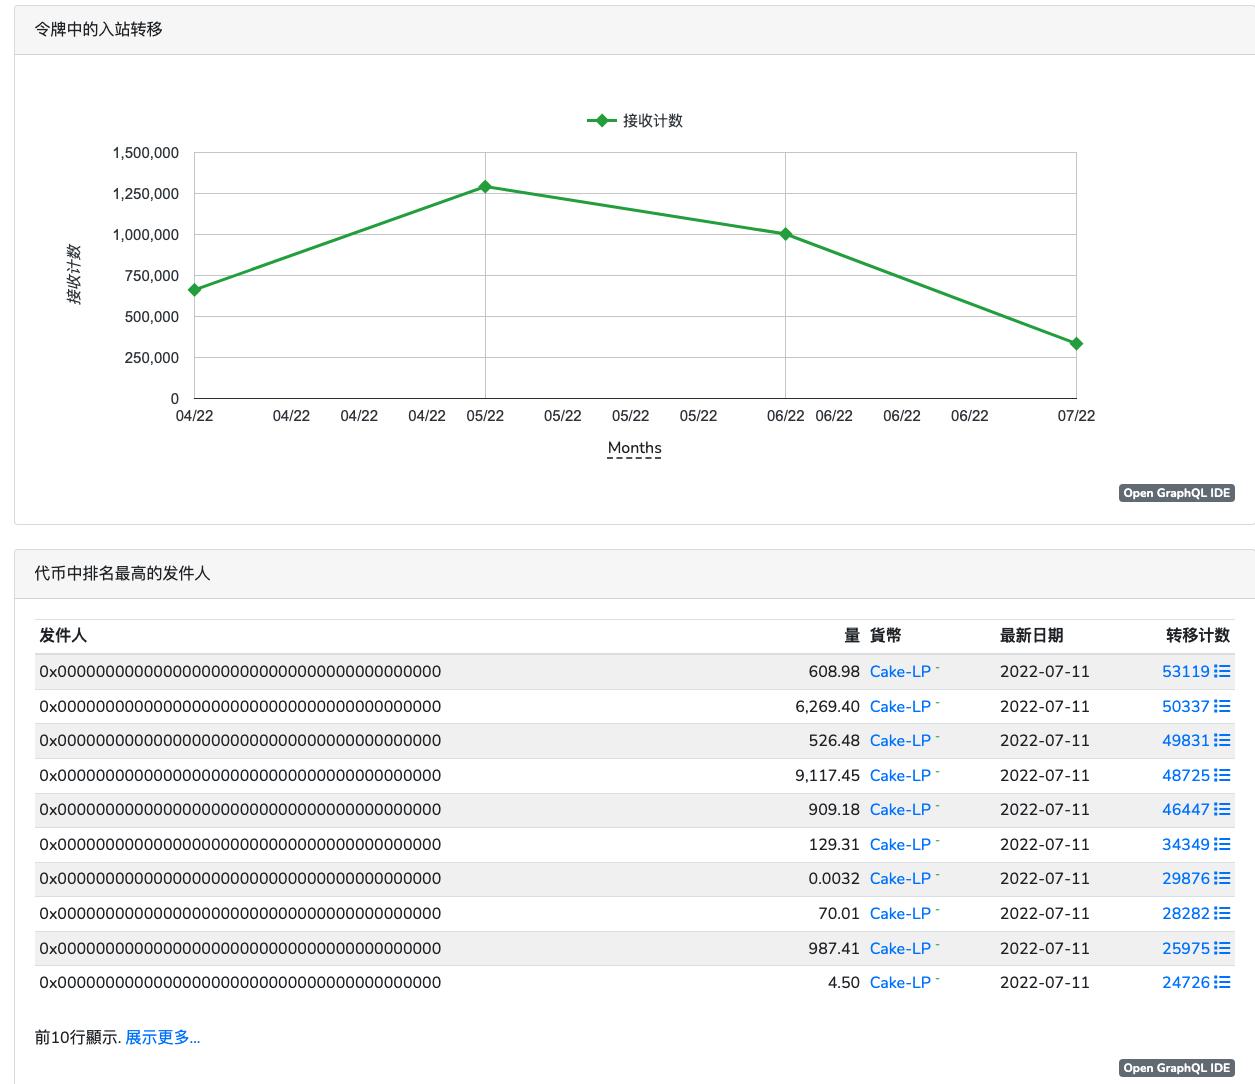 令牌中的入站转移
接收计数
1,500,000
1,250,000
1,000,000
750,000
500,000
250,000
0
接收计数
04/22 04/22 04/22 04/22 05/22 05/22 05/22 05/22 06/22 06/22 06/22 06/22 07/22
Months
Open GraphQL IDE
代币中排名最高的发件人
发件人 量 貨幣 最新日期 转移计数
0x0000000000000000000000000000000000000000 608.98 Cake-LP - 2022-07-11 53119
0x0000000000000000000000000000000000000000 6,269.40 Cake-LP - 2022-07-11 50337
0x0000000000000000000000000000000000000000 526.48 Cake-LP - 2022-07-11 49831
0x0000000000000000000000000000000000000000 9,117.45 Cake-LP - 2022-07-11 48725
0x0000000000000000000000000000000000000000 909.18 Cake-LP - 2022-07-11 46447
0x0000000000000000000000000000000000000000 129.31 Cake-LP - 2022-07-11 34349
0x0000000000000000000000000000000000000000 0.0032 Cake-LP - 2022-07-11 29876
0x0000000000000000000000000000000000000000 70.01 Cake-LP - 2022-07-11 28282
0x0000000000000000000000000000000000000000 987.41 Cake-LP - 2022-07-11 25975
0x0000000000000000000000000000000000000000 4.50 Cake-LP - 2022-07-11 24726
前10行顯示. 展示更多...
Open GraphQL IDE